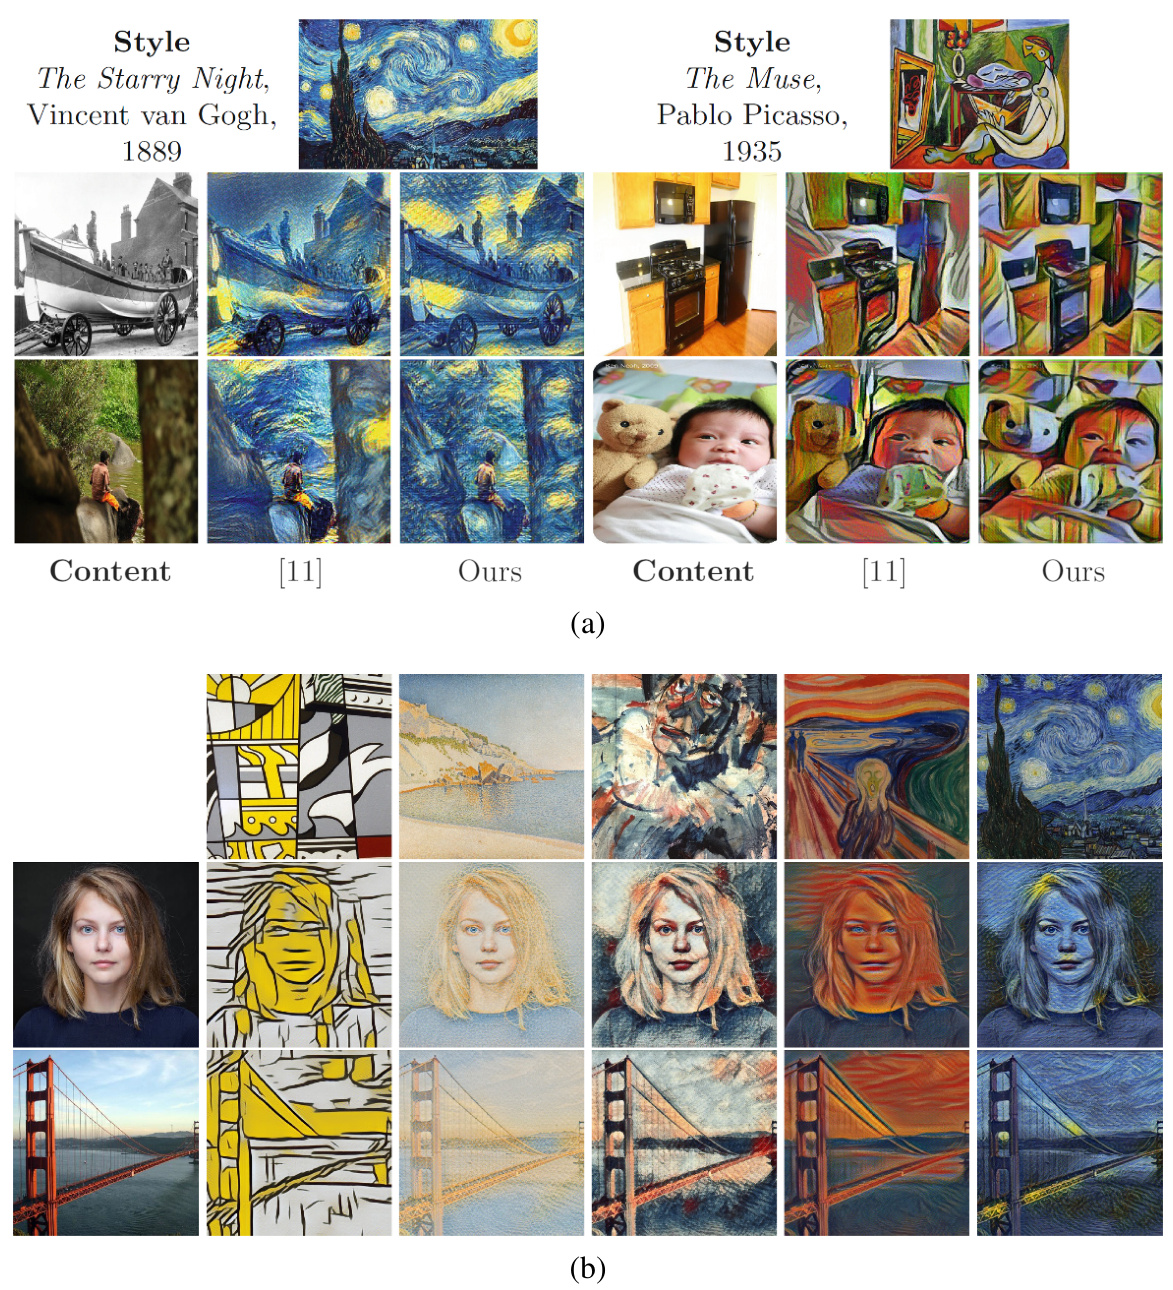 Style
The Starry Night,
Vincent van Gogh,
1889
Style
The Muse,
Pablo Picasso,
1935
Content
[11]
Ours
Content
[11]
Ours
(a)
(b)